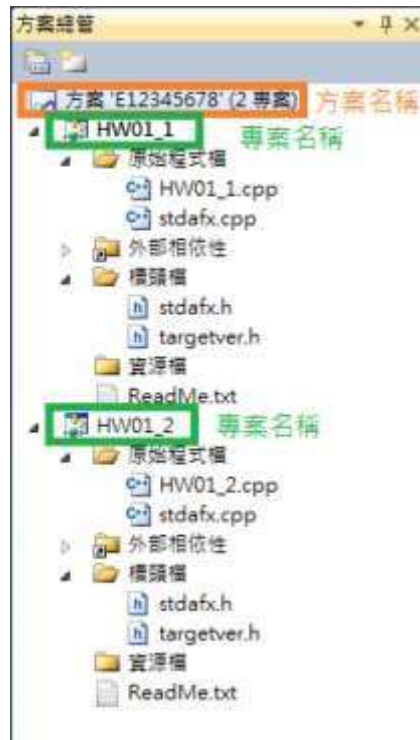 方案總管
方案 'E12345678' (2 專案) 方案名稱
HW01_1 專案名稱
原始程式檔
HW01_1.cpp
stdafx.cpp
外部相依性
標頭檔
stdafx.h
targetver.h
資源檔
ReadMe.txt
HW01_2 專案名稱
原始程式檔
HW01_2.cpp
stdafx.cpp
外部相依性
標頭檔
stdafx.h
targetver.h
資源檔
ReadMe.txt